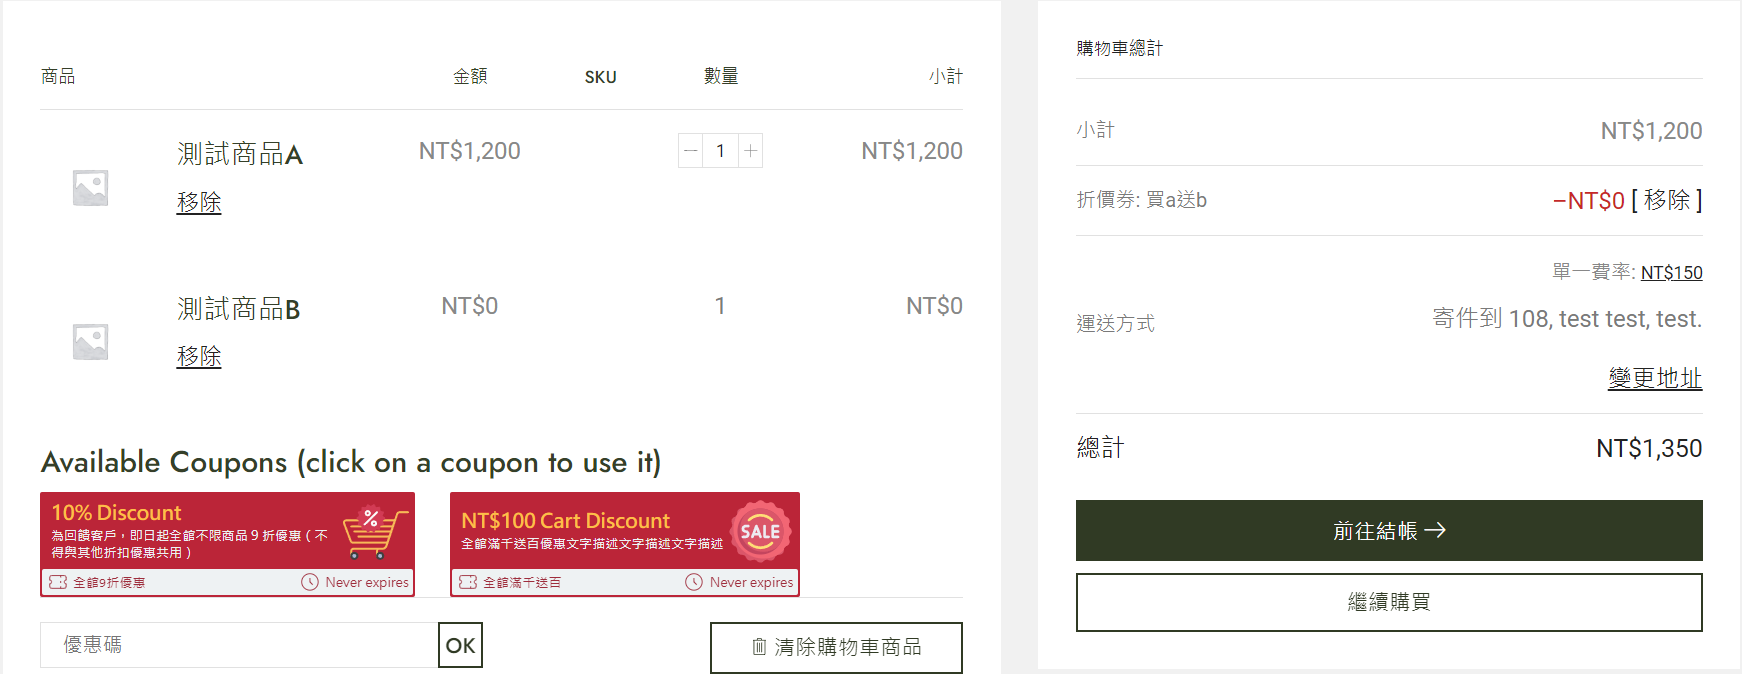 商品 金額 SKU 數量 小計
測試商品A NT$1,200 1 NT$1,200
移除
測試商品B NT$0 1 NT$0
移除
Available Coupons (click on a coupon to use it)
10% Discount
為回饋客戶，即日起全館不限商品 9 折優惠 ( 不
得與其他折扣優惠共用 )
全館9折優惠 Never expires
NT$100 Cart Discount
全館滿千送百優惠文字描述文字描述文字描述
SALE
全館滿千送百 Never expires
優惠碼 OK
清除購物車商品
購物車總計
小計 NT$1,200
折價券: 買a送b −NT$0 [ 移除 ]
單一費率: NT$150
運送方式 寄件到 108, test test, test.
變更地址
總計 NT$1,350
前往結帳
繼續購買